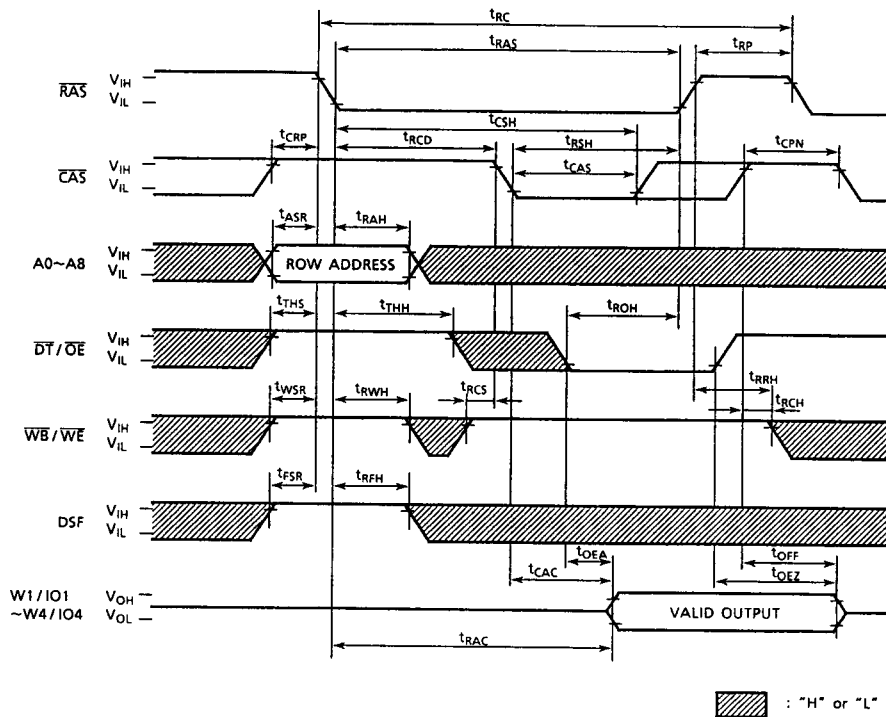 tRC
tRAS
tRP
RAS VIH
VIL
tCSH
tCRP
tRCD
tRSH
tCPN
CAS VIH
VIL
tCAS
tASR
tRAH
A0~A8 VIH
VIL
ROW ADDRESS
tTHS
tTHH
tROH
DT/OE VIH
VIL
tWSR
tRWH
tRCS
tRRH
tRCH
WB/WE VIH
VIL
tFSR
tRFH
DSF VIH
VIL
tOEA
tOFF
tCAC
tOEZ
W1/IO1 VOH
~W4/IO4 VOL
VALID OUTPUT
tRAC
: "H" or "L"